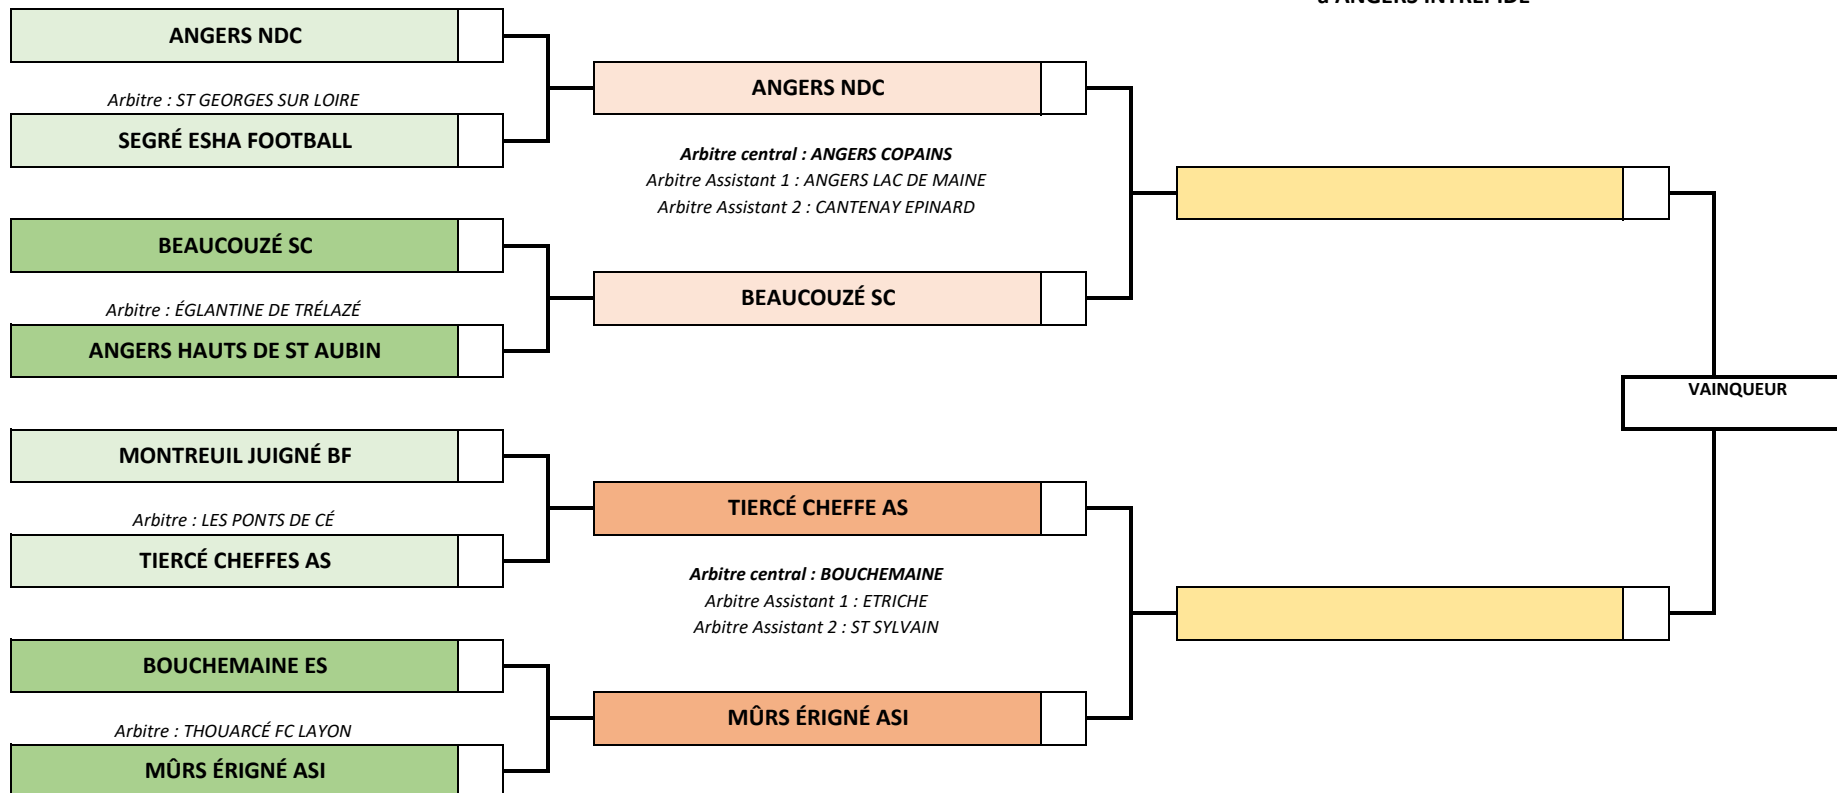 à ANGERS INTRÉPIDE
ANGERS NDC
Arbitre : ST GEORGES SUR LOIRE
SEGRÉ ESHA FOOTBALL
BEAUCOUZÉ SC
Arbitre : ÉGLANTINE DE TRÉLAZÉ
ANGERS HAUTS DE ST AUBIN
MONTREUIL JUIGNÉ BF
Arbitre : LES PONTS DE CÉ
TIERCÉ CHEFFES AS
BOUCHEMAINE ES
Arbitre : THOUARCÉ FC LAYON
MÛRS ÉRIGNÉ ASI
ANGERS NDC
Arbitre central : ANGERS COPAINS
Arbitre Assistant 1 : ANGERS LAC DE MAINE
Arbitre Assistant 2 : CANTENAY EPINARD
BEAUCOUZÉ SC
TIERCÉ CHEFFE AS
Arbitre central : BOUCHEMAINE
Arbitre Assistant 1 : ETRICHE
Arbitre Assistant 2 : ST SYLVAIN
MÛRS ÉRIGNÉ ASI
VAINQUEUR